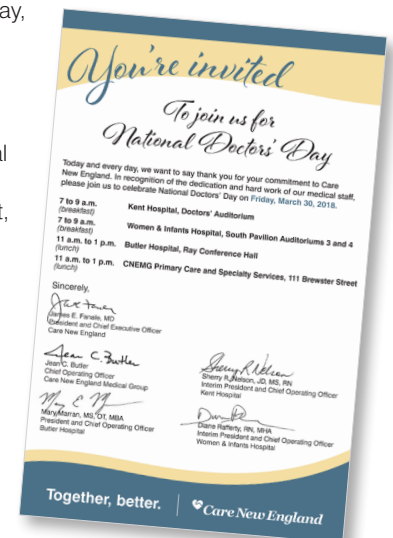 ay,
al
t,
You're invited
To join us for
National Doctors' Day
Today and every day, we want to say thank you for your commitment to Care
New England. In recognition of the dedication and hard work of our medical staff,
please join us to celebrate National Doctors' Day on Friday, March 30, 2018.
7 to 9 a.m. Kent Hospital, Doctors' Auditorium
(breakfast)
7 to 9 a.m. Women & Infants Hospital, South Pavilion Auditoriums 3 and 4
(breakfast)
11 a.m. to 1 p.m. Butler Hospital, Ray Conference Hall
(lunch)
11 a.m. to 1 p.m. CNEMG Primary Care and Specialty Services, 111 Brewster Street
(lunch)
Sincerely,
James E. Fanale, MD
President and Chief Executive Officer
Care New England
Jean C. Butler
Jean C. Butler
Chief Operating Officer
Care New England Medical Group
Sherry R Nelson
Sherry R. Nelson, JD, MS, RN
Interim President and Chief Operating Officer
Kent Hospital
Mary Marran, MS, OT, MBA
President and Chief Operating Officer
Butler Hospital
Diane Rafferty, RN, MHA
Interim President and Chief Operating Officer
Women & Infants Hospital
Together, better.
Care New England